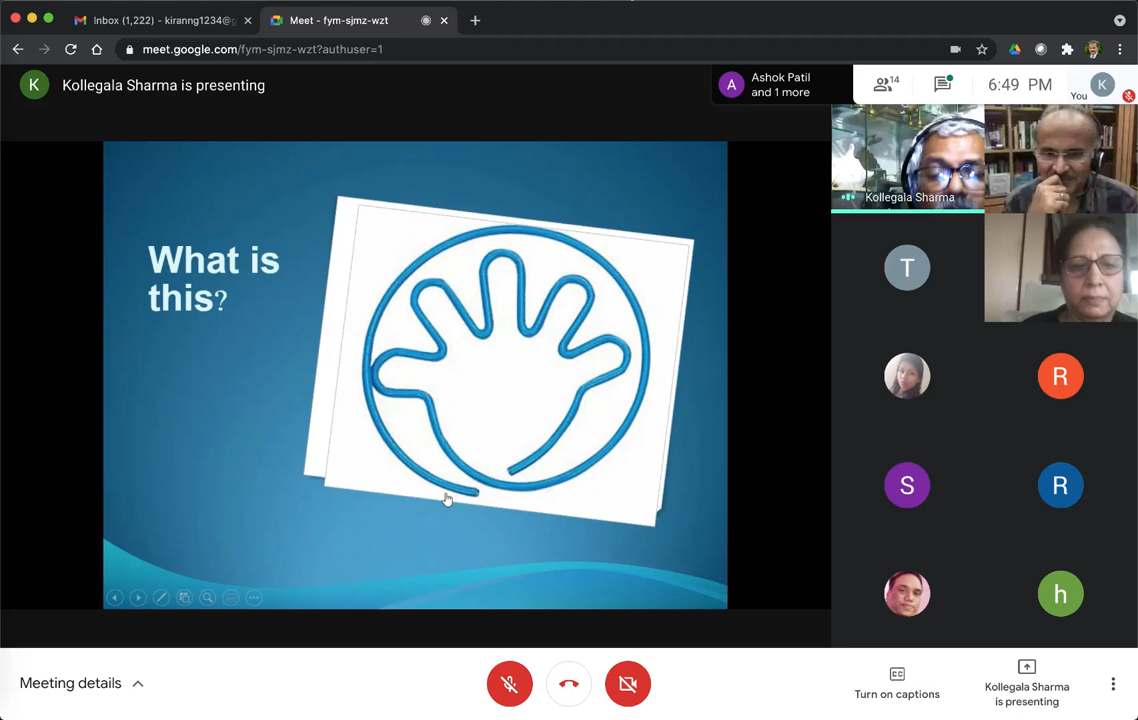 Inbox (1,222) - kiranng1234@g
Meet - fym-sjmz-wzt
meet.google.com/fym-sjmz-wzt?authuser=1
K
Kollegala Sharma is presenting
A
Ashok Patil
and 1 more
14
6:49 PM
You
K
What is
this?
Kollegala Sharma
T
R
S
R
h
Meeting details
CC
Turn on captions
Kollegala Sharma
is presenting